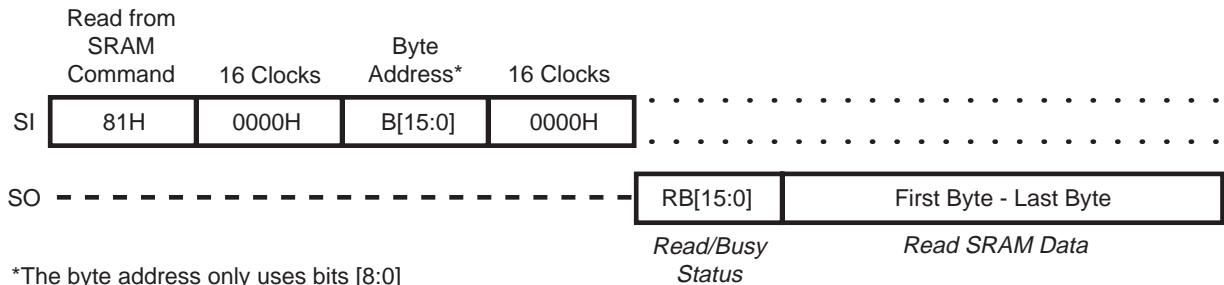 Read from
SRAM
Command
16 Clocks
Byte
Address*
16 Clocks
SI
81H
0000H
B[15:0]
0000H
SO
RB[15:0]
First Byte - Last Byte
Read/Busy
Status
Read SRAM Data
*The byte address only uses bits [8:0]